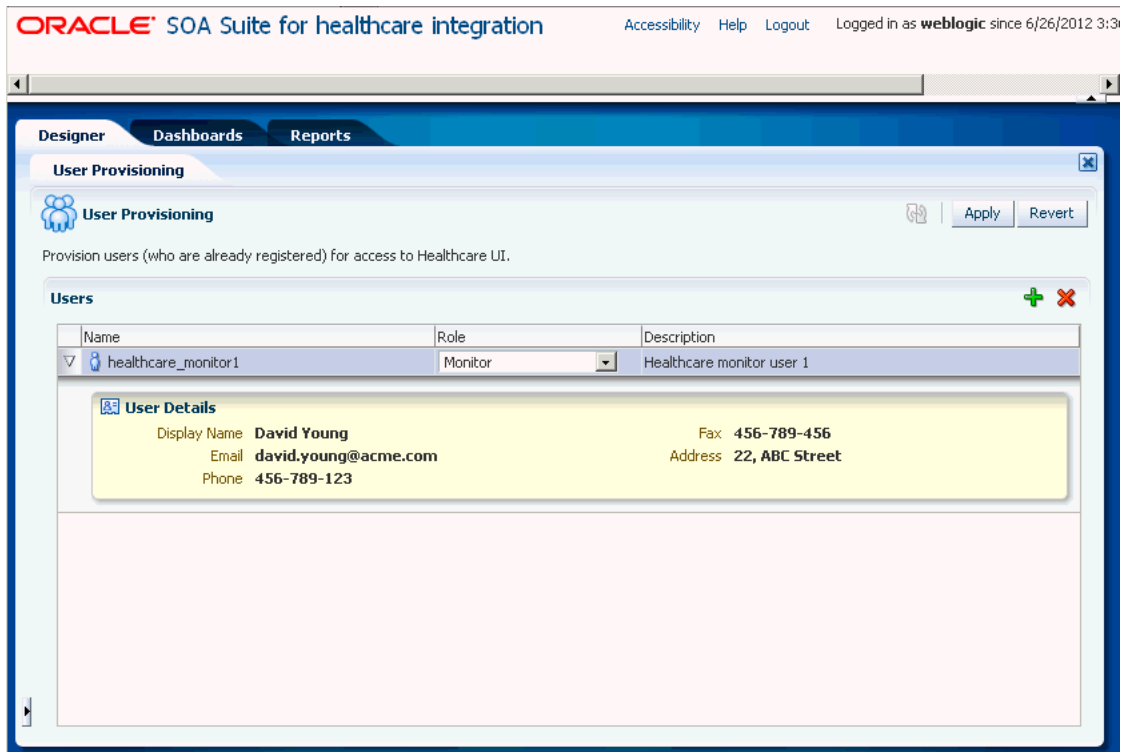 ORACLE SOA Suite for healthcare integration Accessibility Help Logout Logged in as weblogic since 6/26/2012
Designer Dashboards Reports
User Provisioning
User Provisioning Apply Revert
Provision users (who are already registered) for access to Healthcare UI.
Users
Name Role Description
healthcare_monitor1 Monitor Healthcare monitor user 1
User Details
Display Name David Young Fax 456-789-456
Email david.young@acme.com Address 22, ABC Street
Phone 456-789-123